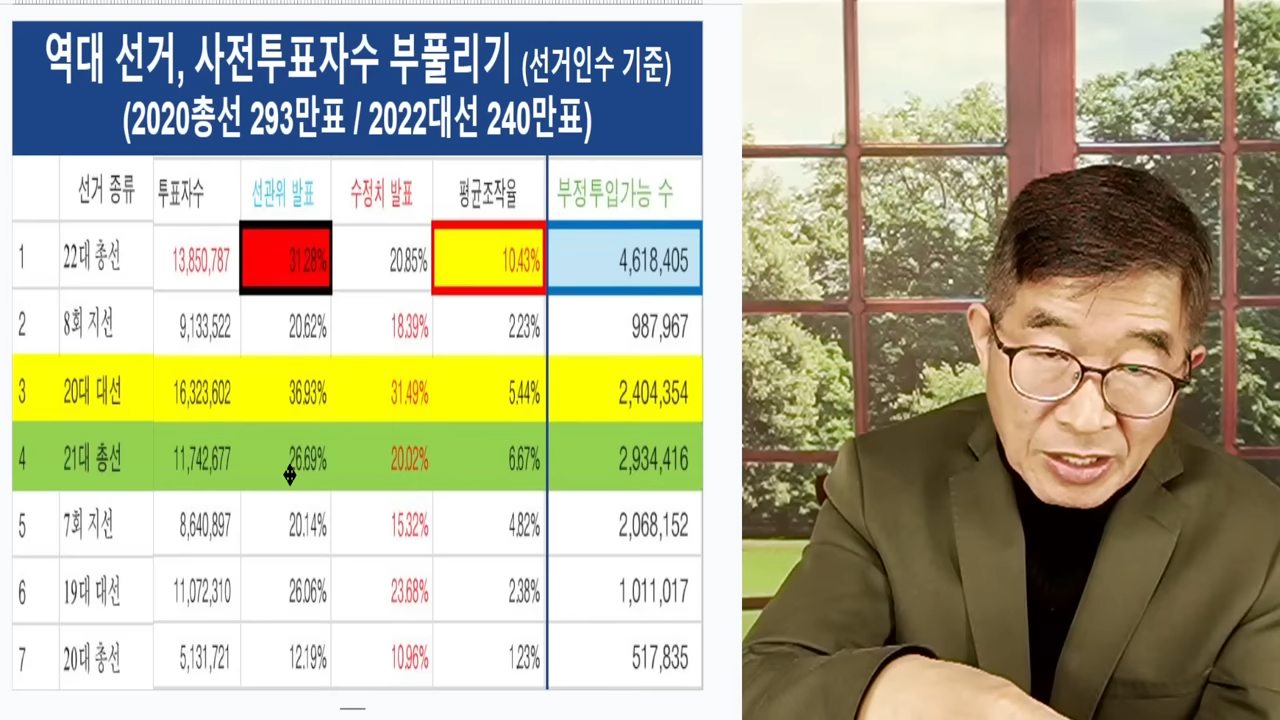 역대 선거, 사전투표자수 부풀리기 (선거인수 기준)
(2020총선 293만표 / 2022대선 240만표)
선거 종류 투표자수 선관위 발표 수정치 발표 평균조작율 부정투입가능 수
1 22대 총선 13,850,787 31.28% 20.85% 10.43% 4,618,405
2 8회 지선 9,133,522 20.62% 18.39% 2.23% 987,967
3 20대 대선 16,323,602 36.93% 31.49% 5.44% 2,404,354
4 21대 총선 11,742,677 26.69% 20.02% 6.67% 2,934,416
5 7회 지선 8,640,897 20.14% 15.32% 4.82% 2,068,152
6 19대 대선 11,072,310 26.06% 23.68% 2.38% 1,011,017
7 20대 총선 5,131,721 12.19% 10.96% 1.23% 517,835